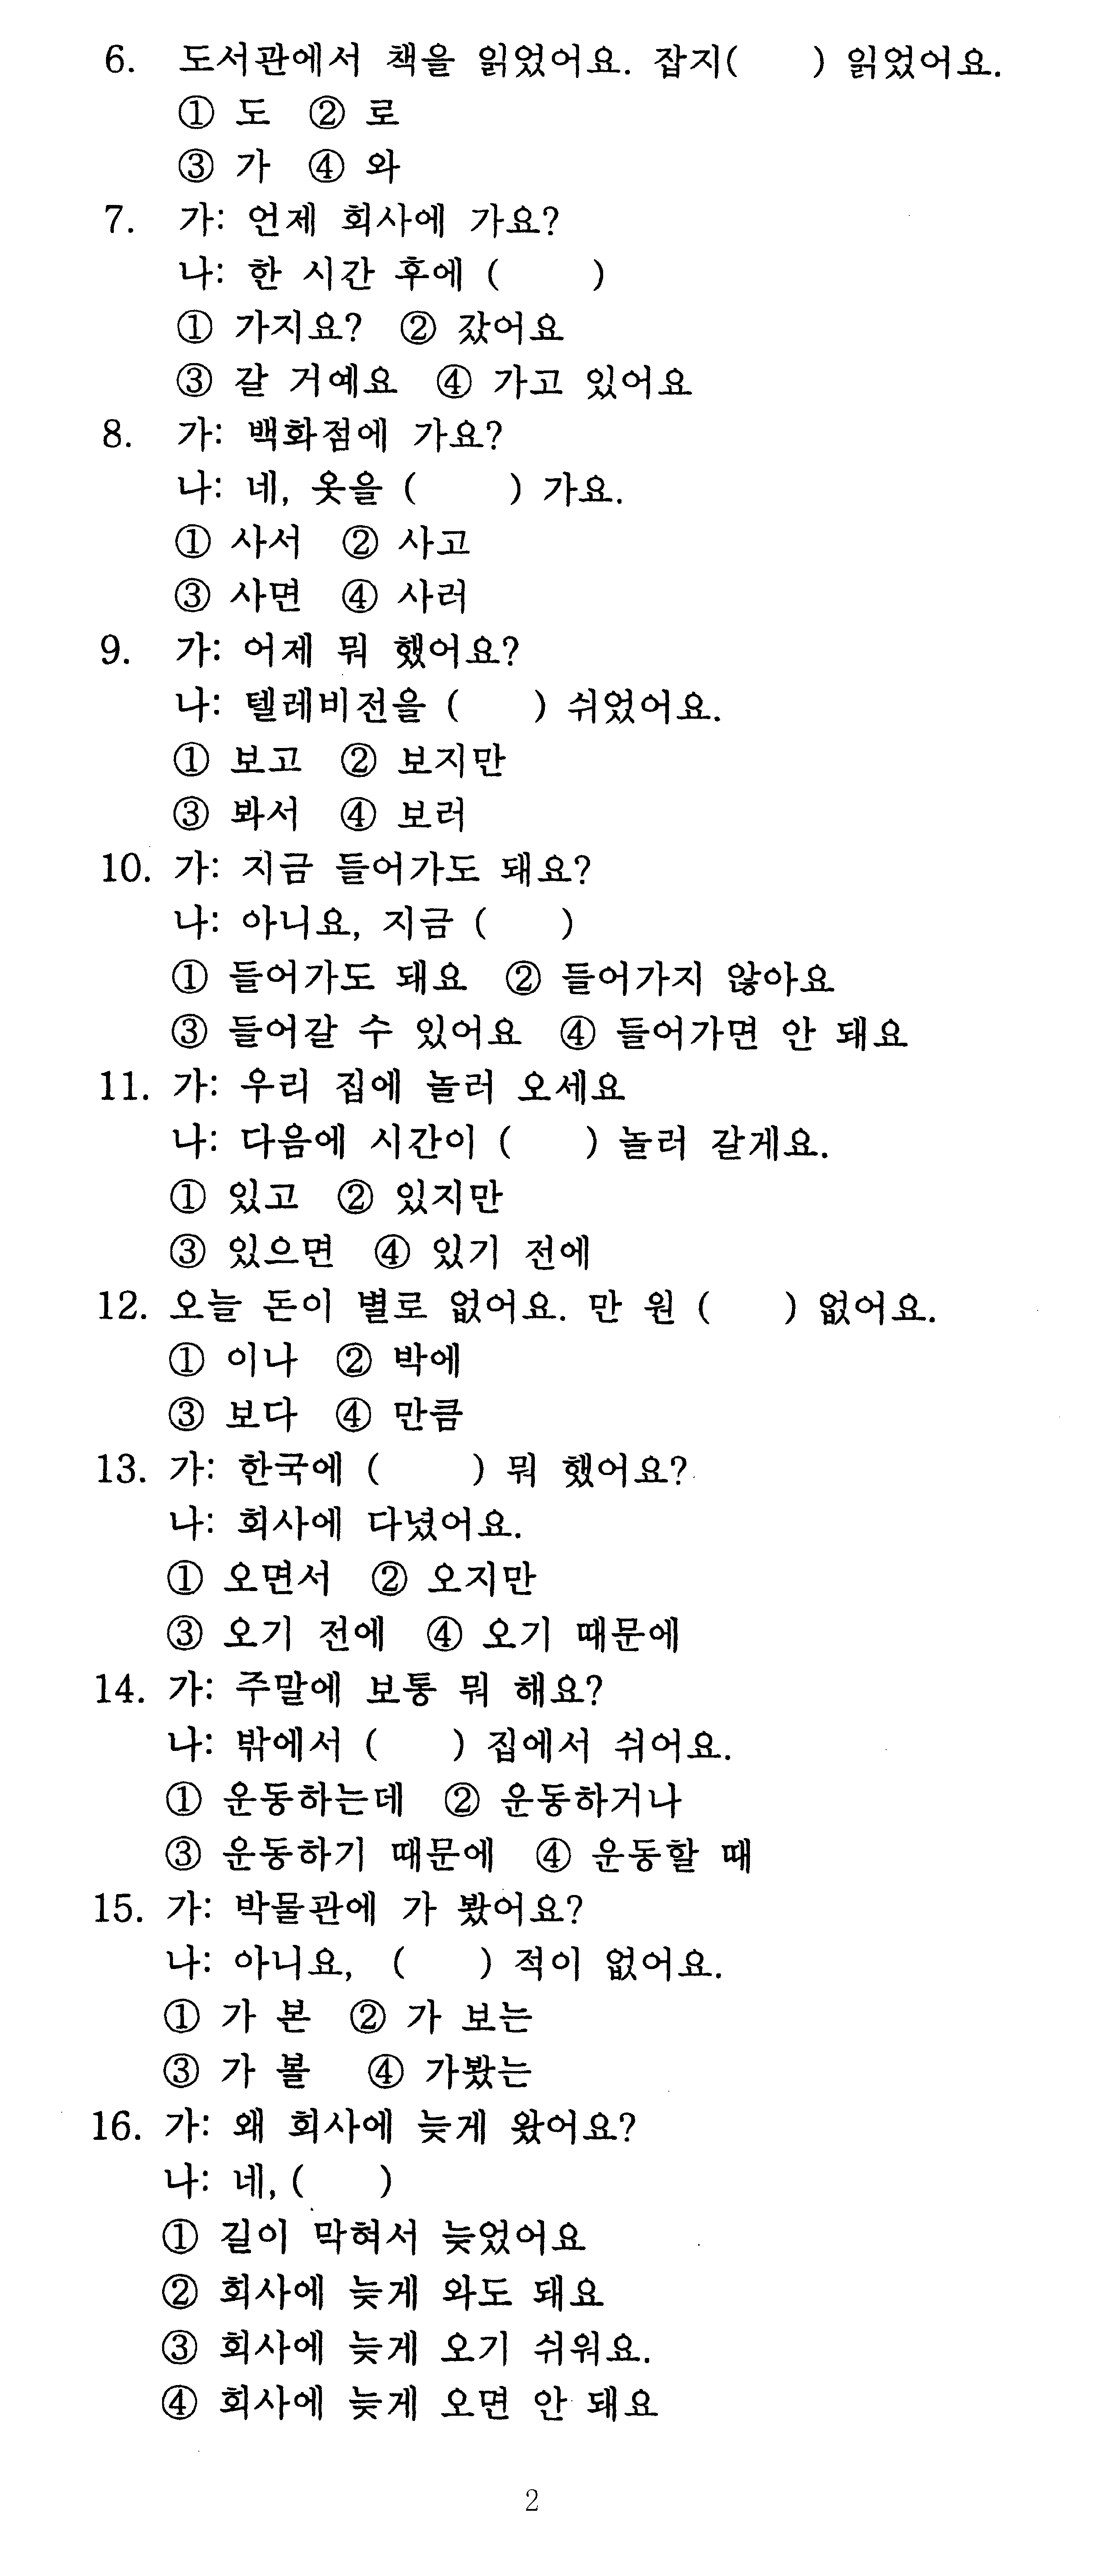 6. 도서관에서 책을 읽었어요. 잡지( ) 읽었어요.
① 도 ② 로
③ 가 ④ 와
7. 가: 언제 회사에 가요?
나: 한 시간 후에 ( )
① 가지요? ② 갔어요
③ 갈 거예요 ④ 가고 있어요
8. 가: 백화점에 가요?
나: 네, 옷을 ( ) 가요.
① 사서 ② 사고
③ 사면 ④ 사러
9. 가: 어제 뭐 했어요?
나: 텔레비전을 ( ) 쉬었어요.
① 보고 ② 보지만
③ 봐서 ④ 보러
10. 가: 지금 들어가도 돼요?
나: 아니요, 지금 ( )
① 들어가도 돼요 ② 들어가지 않아요
③ 들어갈 수 있어요 ④ 들어가면 안 돼요
11. 가: 우리 집에 놀러 오세요
나: 다음에 시간이 ( ) 놀러 갈게요.
① 있고 ② 있지만
③ 있으면 ④ 있기 전에
12. 오늘 돈이 별로 없어요. 만 원 ( ) 없어요.
① 이나 ② 박에
③ 보다 ④ 만큼
13. 가: 한국에 ( ) 뭐 했어요?
나: 회사에 다녔어요.
① 오면서 ② 오지만
③ 오기 전에 ④ 오기 때문에
14. 가: 주말에 보통 뭐 해요?
나: 밖에서 ( ) 집에서 쉬어요.
① 운동하는데 ② 운동하거나
③ 운동하기 때문에 ④ 운동할 때
15. 가: 박물관에 가 봤어요?
나: 아니요, ( ) 적이 없어요.
① 가 본 ② 가 보는
③ 가 볼 ④ 가봤는
16. 가: 왜 회사에 늦게 왔어요?
나: 네, ( )
① 길이 막혀서 늦었어요
② 회사에 늦게 와도 돼요
③ 회사에 늦게 오기 쉬워요.
④ 회사에 늦게 오면 안 돼요
2